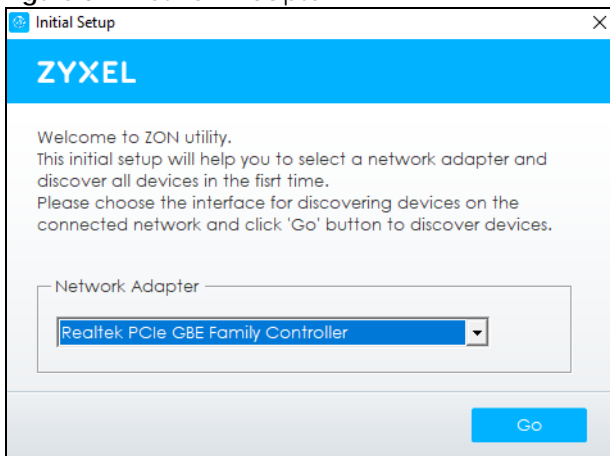 Initial Setup
ZYXEL
Welcome to ZON utility.
This initial setup will help you to select a network adapter and
discover all devices in the fisrt time.
Please choose the interface for discovering devices on the
connected network and click 'Go' button to discover devices.
Network Adapter
Realtek PCIe GBE Family Controller
Go